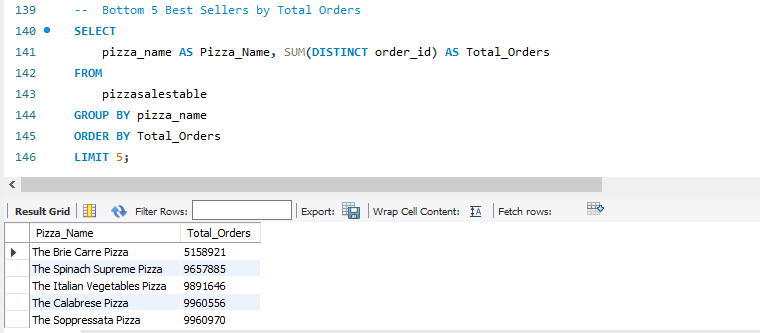 139 -- Bottom 5 Best Sellers by Total Orders
140 SELECT
141 pizza_name AS Pizza_Name, SUM(DISTINCT order_id) AS Total_Orders
142 FROM
143 pizzasalestable
144 GROUP BY pizza_name
145 ORDER BY Total_Orders
146 LIMIT 5;
Result Grid Filter Rows: Export: Wrap Cell Content: Fetch rows:
Pizza_Name Total_Orders
The Brie Carre Pizza 5158921
The Spinach Supreme Pizza 9657885
The Italian Vegetables Pizza 9891646
The Calabrese Pizza 9960556
The Soppressata Pizza 9960970